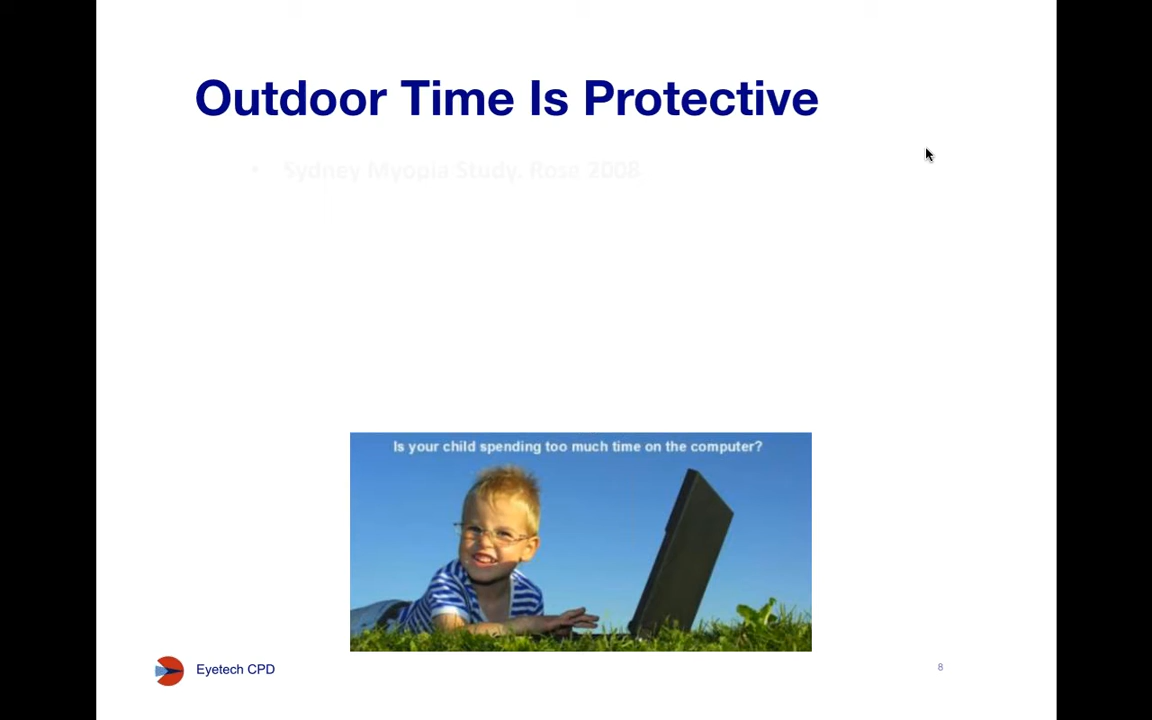 Outdoor Time Is Protective
• Sydney Myopia Study. Rose 2008
Is your child spending too much time on the computer?
Eyetech CPD
8